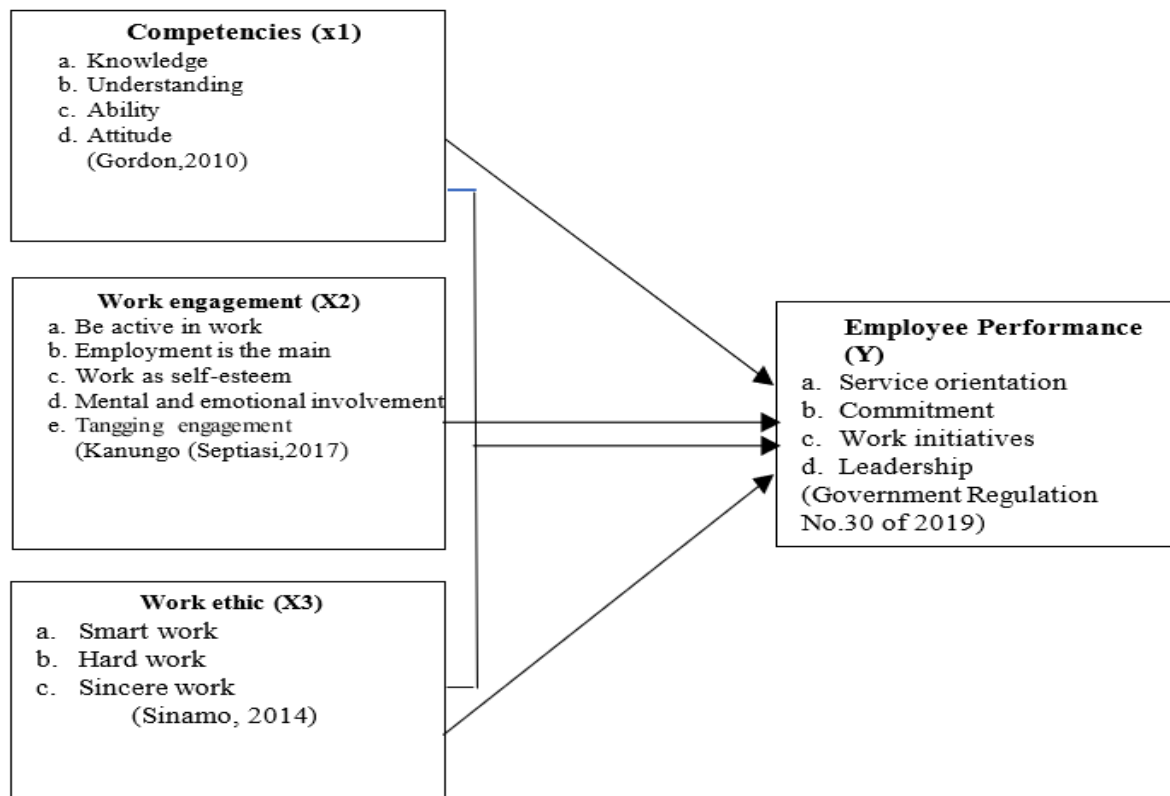 Competencies (x1)
a. Knowledge
b. Understanding
c. Ability
d. Attitude
(Gordon,2010)
Work engagement (X2)
a. Be active in work
b. Employment is the main
c. Work as self-esteem
d. Mental and emotional involvement
e. Tangging engagement
(Kanungo (Septiasi,2017)
Work ethic (X3)
a. Smart work
b. Hard work
c. Sincere work
(Sinamo, 2014)
Employee Performance
(Y)
a. Service orientation
b. Commitment
c. Work initiatives
d. Leadership
(Government Regulation
No.30 of 2019)